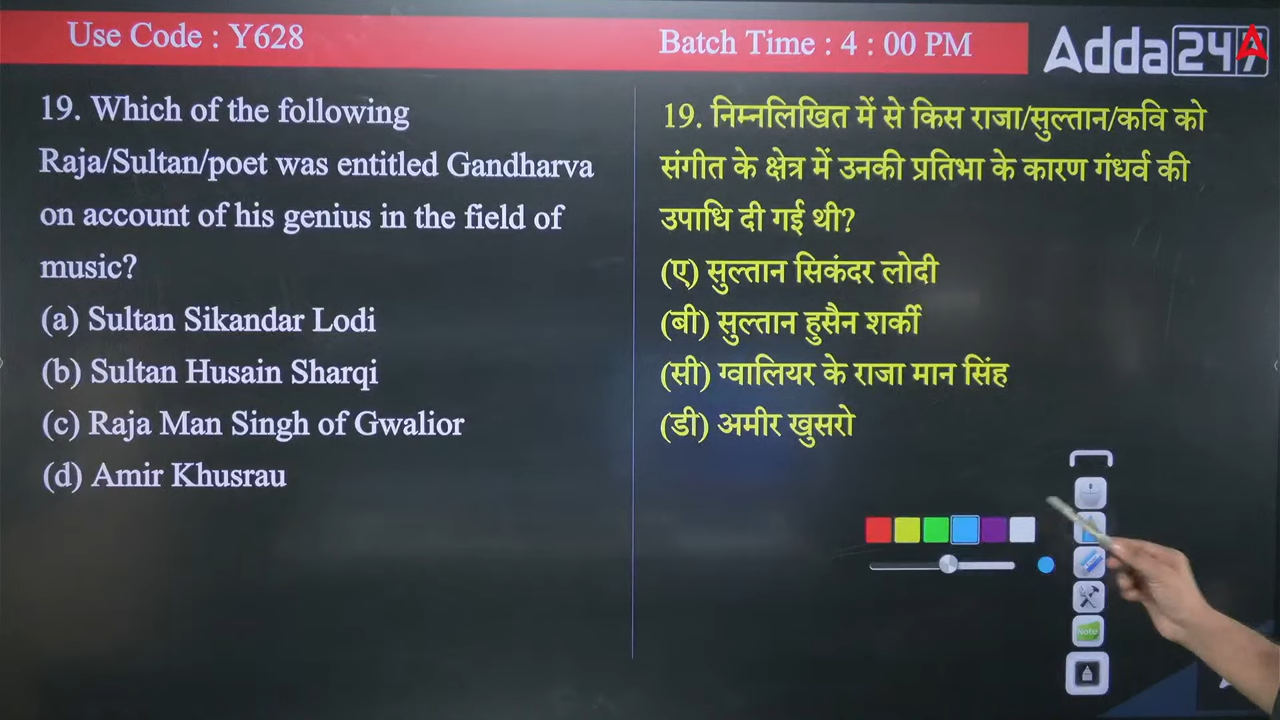 Use Code : Y628
Batch Time : 4 : 00 PM
Adda247
19. Which of the following
Raja/Sultan/poet was entitled Gandharva
on account of his genius in the field of
music?
(a) Sultan Sikandar Lodi
(b) Sultan Husain Sharqi
(c) Raja Man Singh of Gwalior
(d) Amir Khusrau
19. निम्नलिखित में से किस राजा/सुल्तान/कवि को
संगीत के क्षेत्र में उनकी प्रतिभा के कारण गंधर्व की
उपाधि दी गई थी?
(ए) सुल्तान सिकंदर लोदी
(बी) सुल्तान हुसैन शर्की
(सी) ग्वालियर के राजा मान सिंह
(डी) अमीर खुसरो